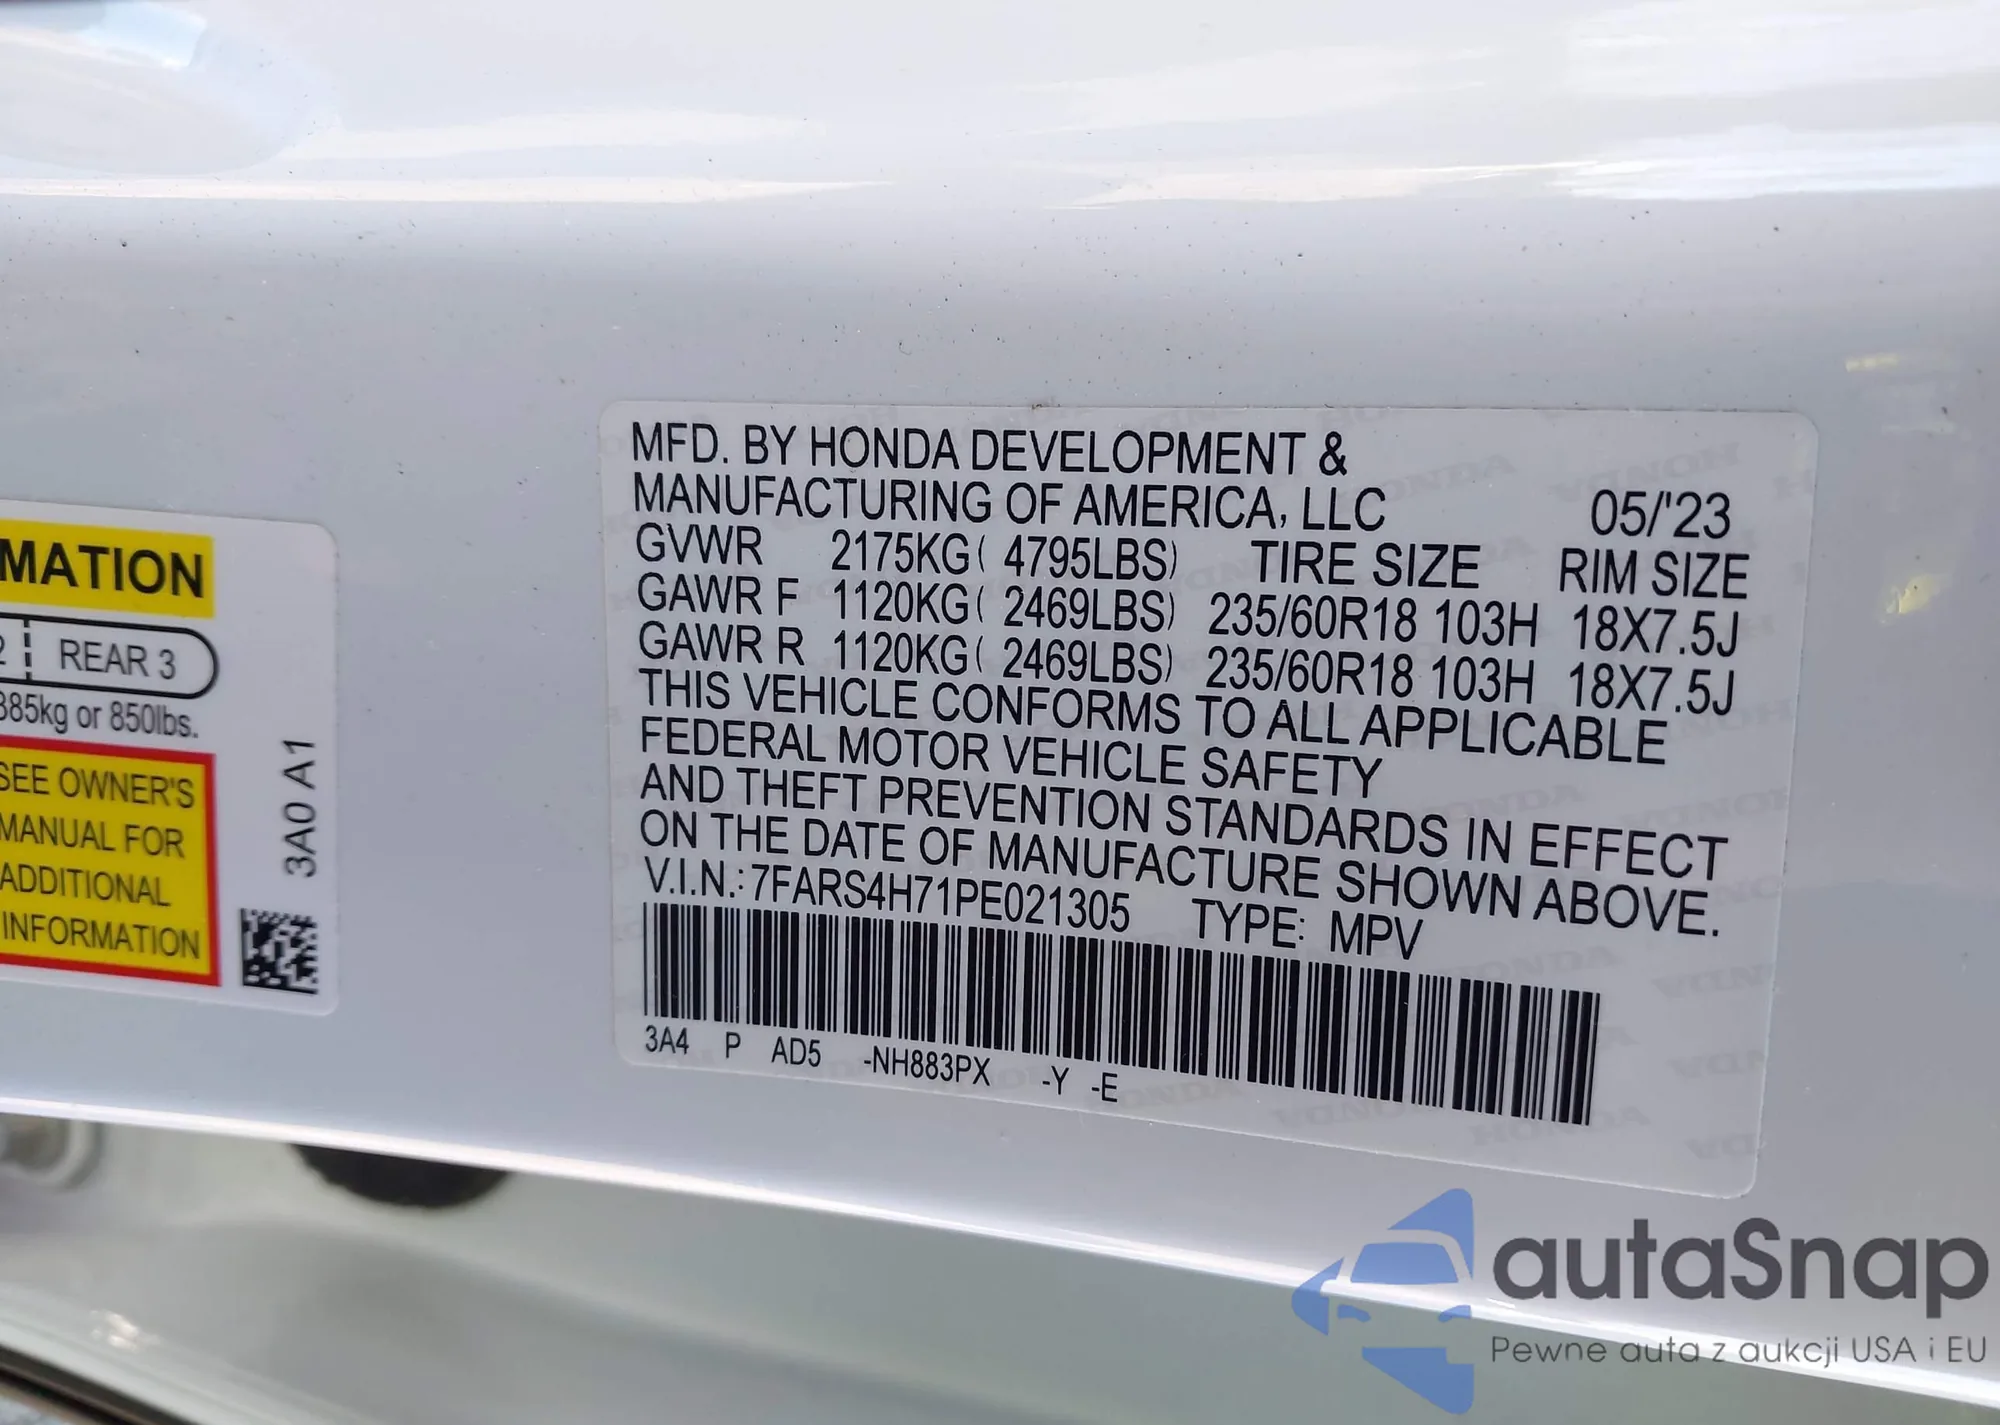 MATION
2 REAR 3
385kg or 850lbs.
SEE OWNER'S
MANUAL FOR
ADDITIONAL
INFORMATION
3A0 A1
MFD. BY HONDA DEVELOPMENT &
MANUFACTURING OF AMERICA, LLC 05/'23
GVWR 2175KG( 4795LBS) TIRE SIZE RIM SIZE
GAWR F 1120KG( 2469LBS) 235/60R18 103H 18X7.5J
GAWR R 1120KG( 2469LBS) 235/60R18 103H 18X7.5J
THIS VEHICLE CONFORMS TO ALL APPLICABLE
FEDERAL MOTOR VEHICLE SAFETY
AND THEFT PREVENTION STANDARDS IN EFFECT
ON THE DATE OF MANUFACTURE SHOWN ABOVE.
V.I.N.: 7FARS4H71PE021305 TYPE: MPV
3A4 P AD5 -NH883PX -Y -E
autaSnap
Pewne auta z aukcji USA i EU